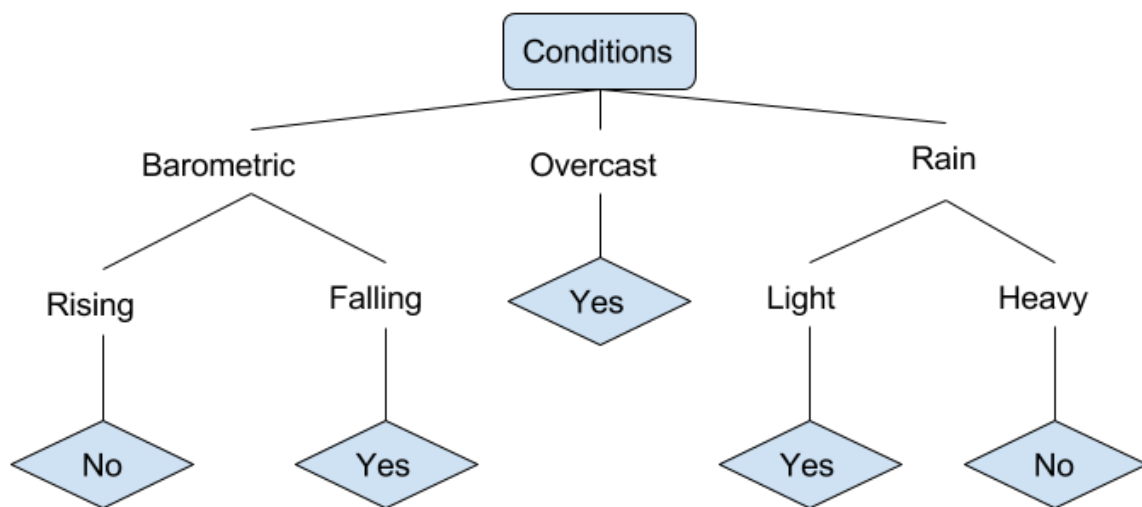 Conditions
Barometric
Overcast
Rain
Rising
Falling
Yes
Light
Heavy
No
Yes
Yes
No